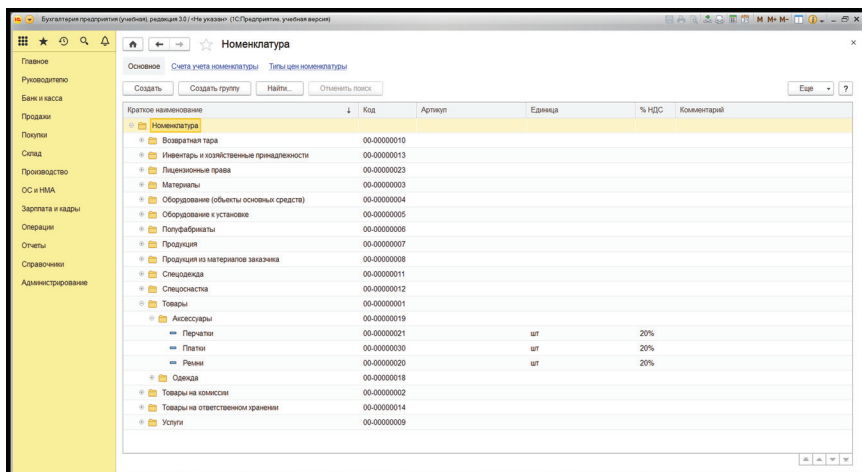 Бухгалтерия предприятия (учебная), редакция 3.0 / <Не указан> (1С:Предприятие, учебная версия) M M+ M-
Главное
Руководителю
Банк и касса
Продажи
Покупки
Склад
Производство
ОС и НМА
Зарплата и кадры
Операции
Отчеты
Справочники
Администрирование
Номенклатура
Основное Счета учета номенклатуры Типы цен номенклатуры
Создать Создать группу Найти... Отменить поиск Еще ?
Краткое наименование Код Артикул Единица % НДС Комментарий
Номенклатура
Возвратная тара 00-00000010
Инвентарь и хозяйственные принадлежности 00-00000013
Лицензионные права 00-00000023
Материалы 00-00000003
Оборудование (объекты основных средств) 00-00000004
Оборудование к установке 00-00000005
Полуфабрикаты 00-00000006
Продукция 00-00000007
Продукция из материалов заказчика 00-00000008
Спецодежда 00-00000011
Спецоснастка 00-00000012
Товары 00-00000001
Аксессуары 00-00000019
Перчатки 00-00000021 шт 20%
Платки 00-00000030 шт 20%
Ремни 00-00000020 шт 20%
Одежда 00-00000018
Товары на комиссии 00-00000002
Товары на ответственном хранении 00-00000014
Услуги 00-00000009